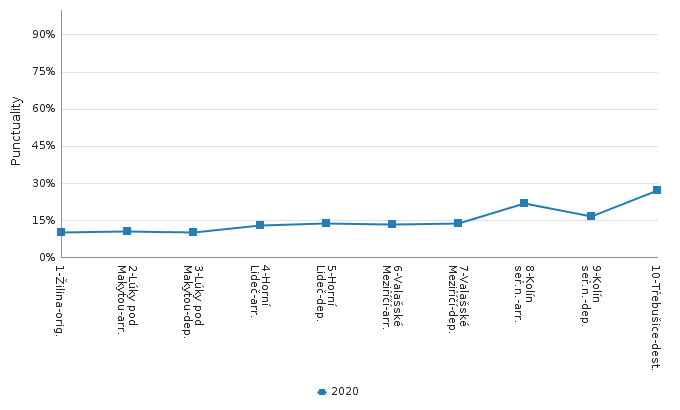 Punctuality
90%
75%
60%
45%
30%
15%
0%
1-Žilina-orig.
2-Lúky pod
Makytou-arr.
3-Lúky pod
Makytou-dep.
4-Horní
Lideč-arr.
5-Horní
Lideč-dep.
6-Valašské
Meziříčí-arr.
7-Valašské
Meziříčí-dep.
8-Kolín
seř.n.-arr.
9-Kolín
seř.n.-dep.
10-Třebušice-dest.
2020